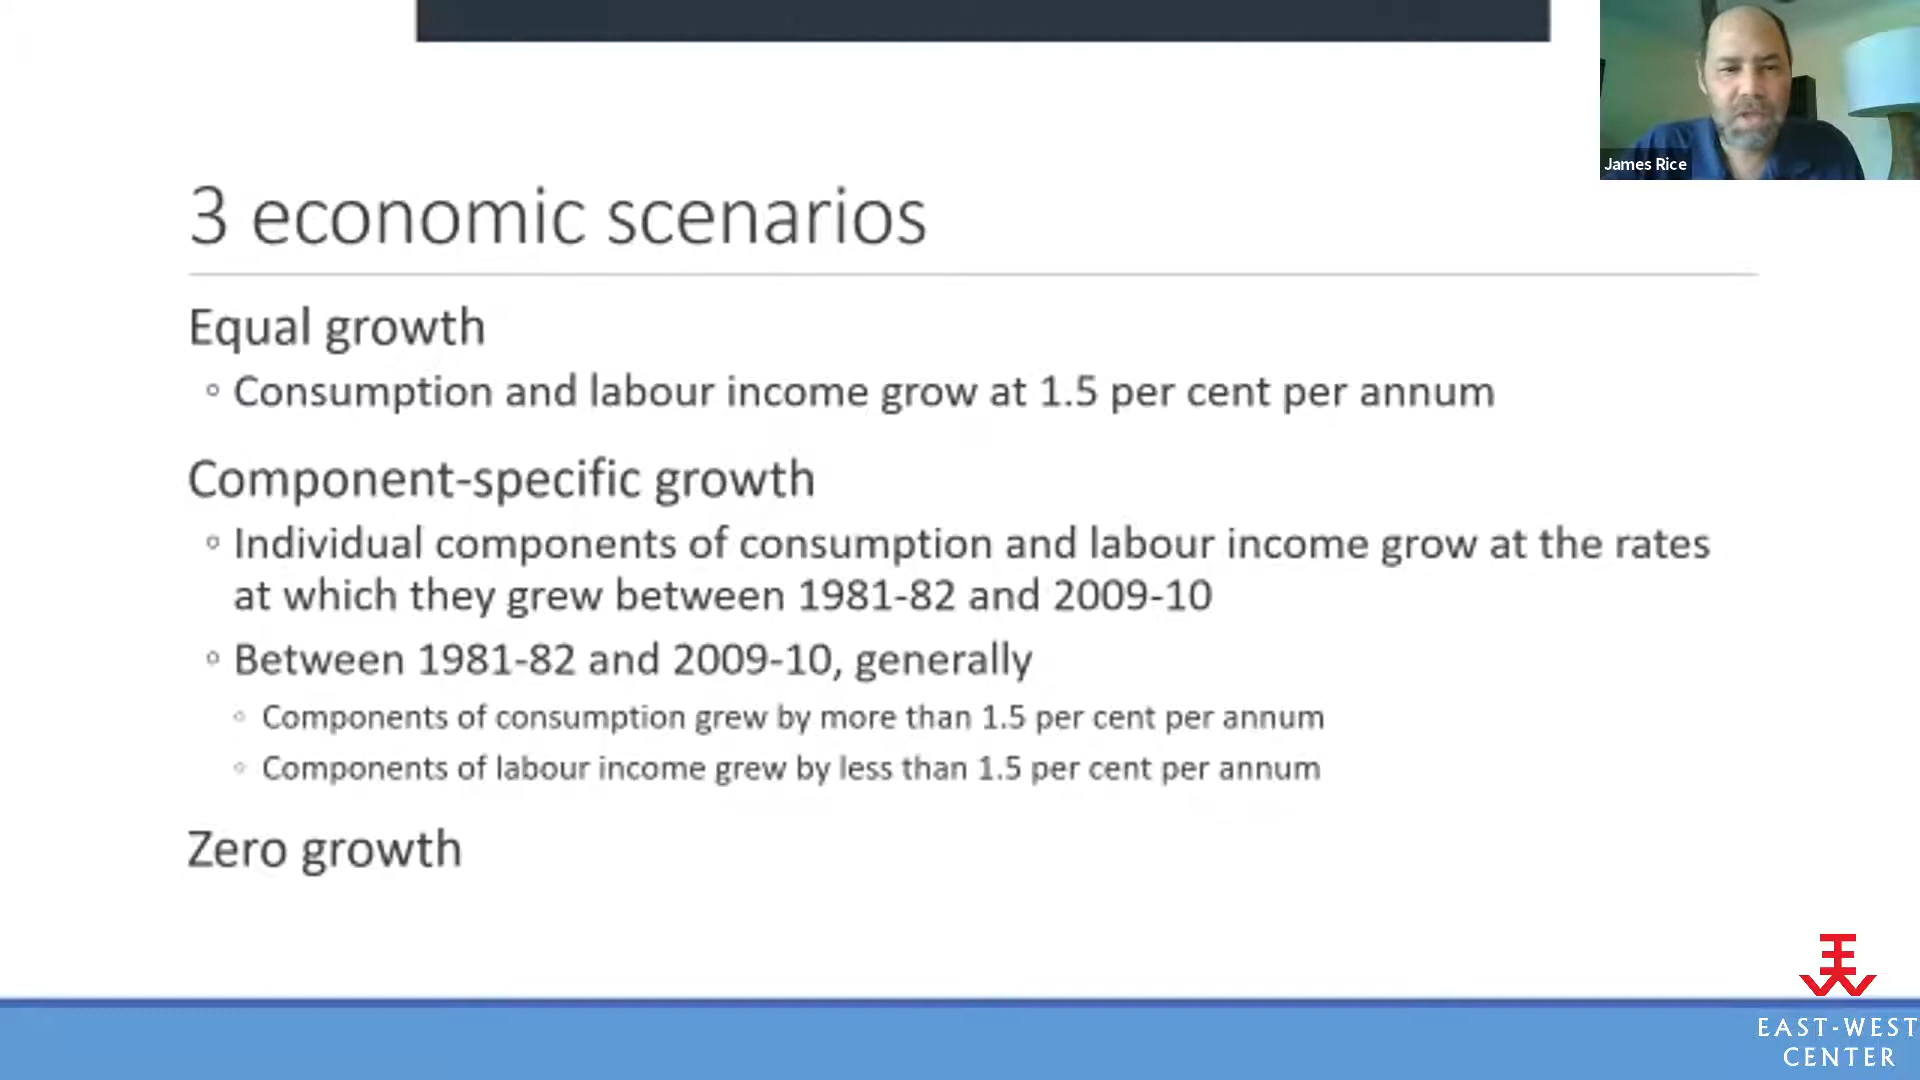 James Rice
3 economic scenarios
Equal growth
◦ Consumption and labour income grow at 1.5 per cent per annum
Component-specific growth
◦ Individual components of consumption and labour income grow at the rates
at which they grew between 1981-82 and 2009-10
◦ Between 1981-82 and 2009-10, generally
◦ Components of consumption grew by more than 1.5 per cent per annum
◦ Components of labour income grew by less than 1.5 per cent per annum
Zero growth
EAST-WEST
CENTER